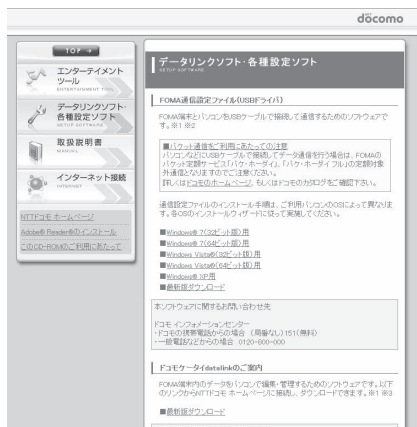 döcomo
TOP →
エンターテイメント
ツール
ENTERTAINMENT TOOL
データリンクソフト・
各種設定ソフト
SETUP SOFTWARE
取扱説明書
MANUAL
インターネット接続
INTERNET
NTTドコモ ホームページ
Adobe® Reader®のインストール
このCD-ROMのご利用にあたって
データリンクソフト・各種設定ソフト
SETUP SOFTWARE
FOMA通信設定ファイル(USBドライバ)
FOMA端末とパソコンをUSBケーブルで接続して通信するためのソフトウェアで
す。※1 ※2
■パケット通信をご利用にあたっての注意
パソコンなどにUSBケーブルで接続してデータ通信を行う場合は、FOMAの
パケット定額サービス「パケ・ホーダイ」、「パケ・ホーダイフル」の定額対象
外通信となりますのでご注意ください。
詳しくはドコモのホームページ、もしくはドコモのカタログをご確認下さい。
通信設定ファイルのインストール手順は、ご利用パソコンのOSによって異なりま
す。各OSのインストールウィザードに従って実施してください。
■Windows® 7(32ビット版)用
■Windows® 7(64ビット版)用
■Windows Vista®(32ビット版)用
■Windows Vista®(64ビット版)用
■Windows® XP用
■最新版ダウンロード
本ソフトウェアに関するお問い合わせ先
ドコモ インフォメーションセンター
・ドコモの携帯電話からの場合 (局番なし)151(無料)
・一般電話などからの場合 0120-800-000
ドコモケータイdatalinkのご案内
FOMA端末内のデータをパソコンで編集・管理するためのソフトウェアです。以下
のリンクからNTTドコモ ホームページに接続し、ダウンロードできます。※1 ※3
■最新版ダウンロード